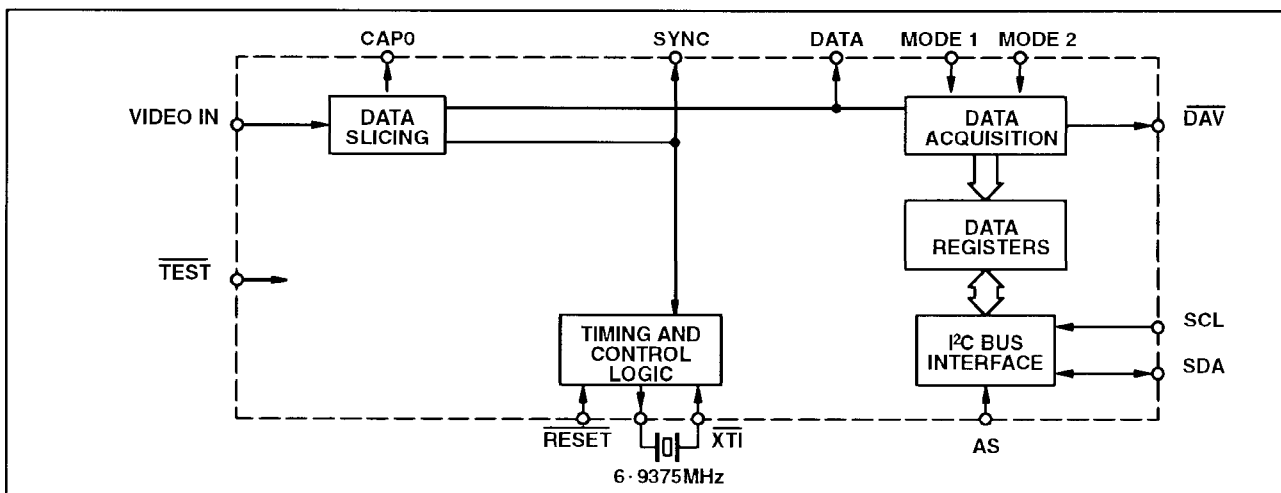 CAP0
SYNC
DATA
MODE 1
MODE 2
VIDEO IN
DATA
SLICING
DATA
ACQUISITION
DAV
DATA
REGISTERS
TEST
TIMING AND
CONTROL
LOGIC
I²C BUS
INTERFACE
SCL
SDA
RESET
XTI
AS
6·9375MHz